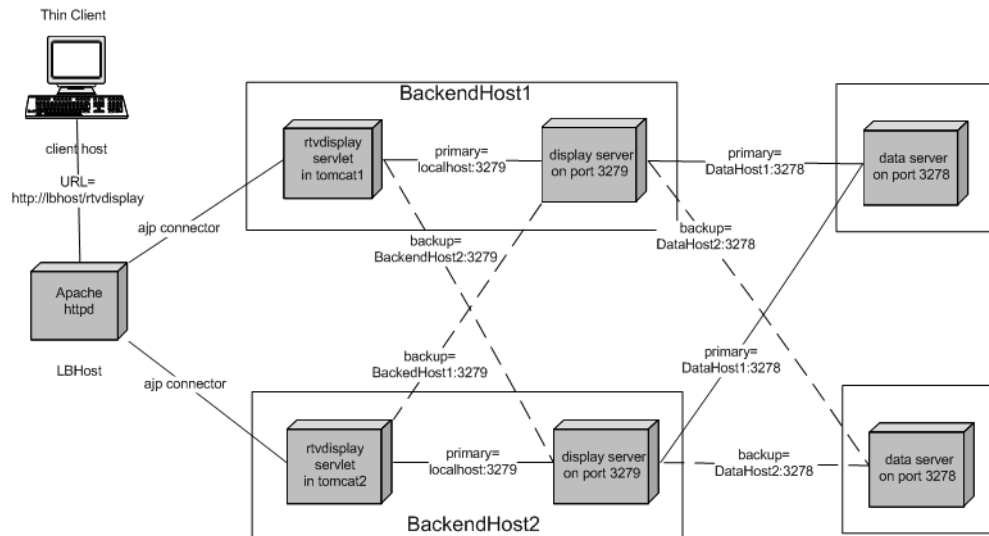 Thin Client
client host
URL=
http://lbhost/rtvdisplay
ajp connector
Apache
httpd
LBHost
ajp connector
BackendHost1
rtvdisplay
servlet
in tomcat1
primary=
localhost:3279
display server
on port 3279
primary=
DataHost1:3278
data server
on port 3278
backup=
BackendHost2:3279
backup=
DataHost2:3278
backup=
BackedHost1:3279
primary=
DataHost1:3278
rtvdisplay
servlet
in tomcat2
primary=
localhost:3279
display server
on port 3279
backup=
DataHost2:3278
data server
on port 3278
BackendHost2